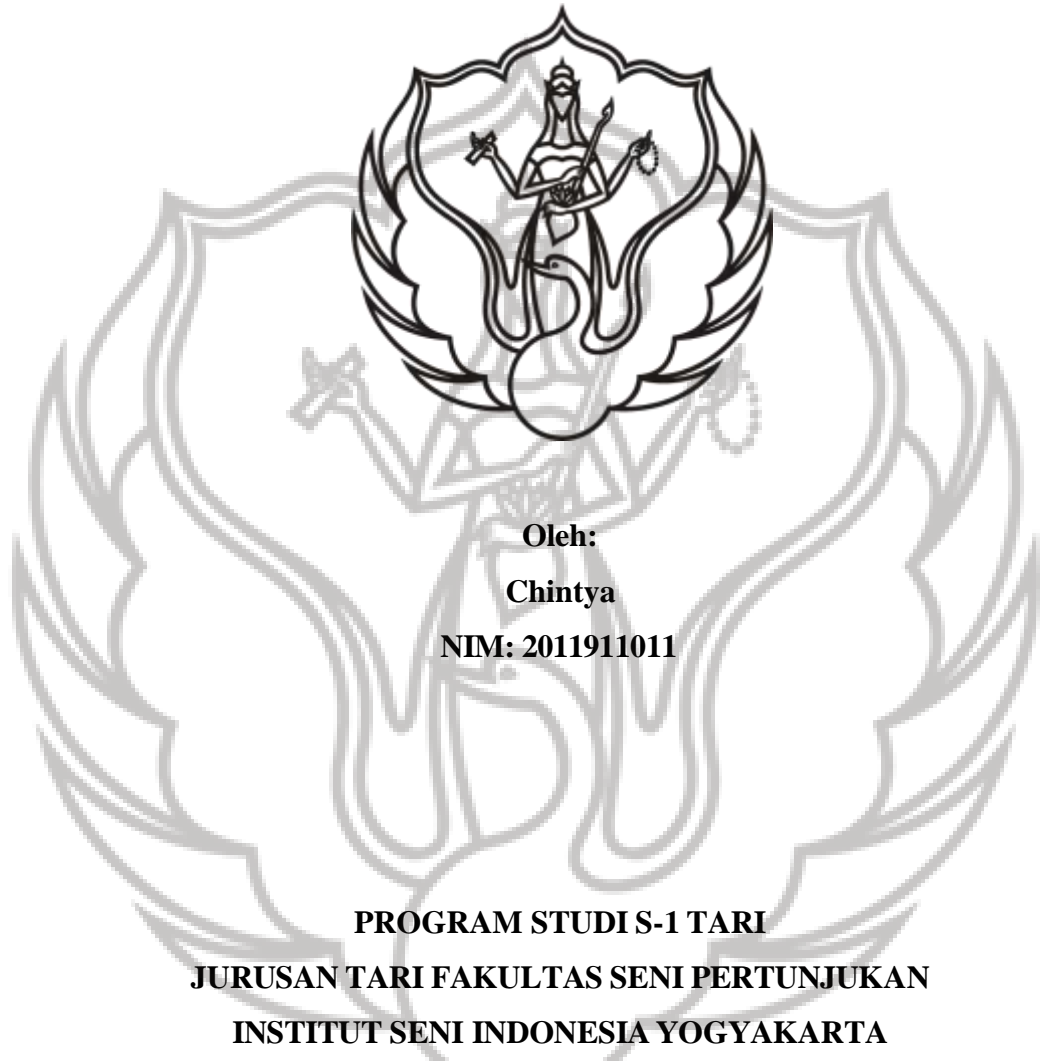 Oleh:
Chintya
NIM: 2011911011
PROGRAM STUDI S-1 TARI
JURUSAN TARI FAKULTAS SENI PERTUNJUKAN
INSTITUT SENI INDONESIA YOGYAKARTA